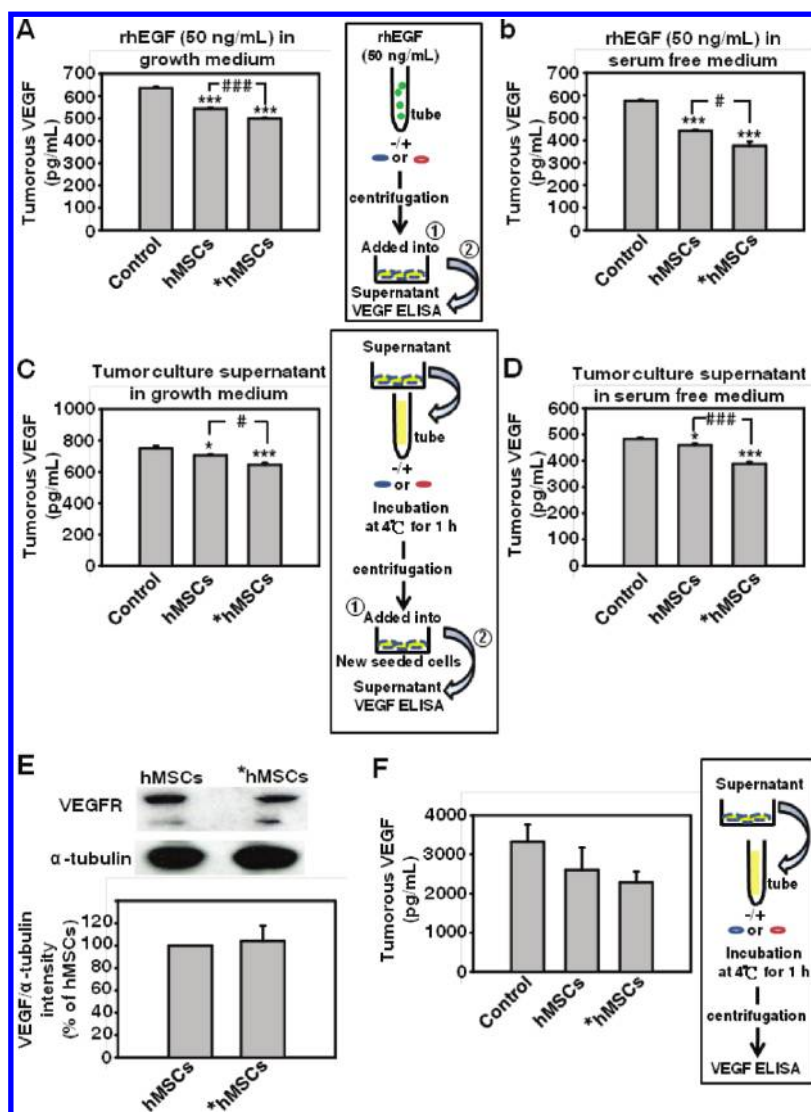 A
rhEGF (50 ng/mL) in
growth medium
Tumorous VEGF
(pg/mL)
700
600
500
400
300
200
100
0
***
###
***
Control
hMSCs
*hMSCs
rhEGF
(50 ng/mL)
tube
-/+
or
centrifugation
①
Added into
②
Supernatant
VEGF ELISA
b
rhEGF (50 ng/mL) in
serum free medium
Tumorous VEGF
(pg/mL)
700
600
500
400
300
200
100
0
***
#
***
Control
hMSCs
*hMSCs
C
Tumor culture supernatant
in growth medium
Tumorous VEGF
(pg/mL)
1000
800
600
400
200
0
*
#
***
Control
hMSCs
*hMSCs
Supernatant
tube
-/+
or
Incubation
at 4℃ for 1 h
centrifugation
①
Added into
②
New seeded cells
Supernatant
VEGF ELISA
D
Tumor culture supernatant
in serum free medium
Tumorous VEGF
(pg/mL)
600
500
400
300
200
100
0
*
###
***
Control
hMSCs
*hMSCs
E
hMSCs
*hMSCs
VEGFR
α-tubulin
VEGF/α-tubulin
intensity
(% of hMSCs)
120
100
80
60
40
20
0
hMSCs
*hMSCs
F
Tumorous VEGF
(pg/mL)
4000
3000
2000
1000
0
Control
hMSCs
*hMSCs
Supernatant
tube
-/+
or
Incubation
at 4℃ for 1 h
centrifugation
VEGF ELISA